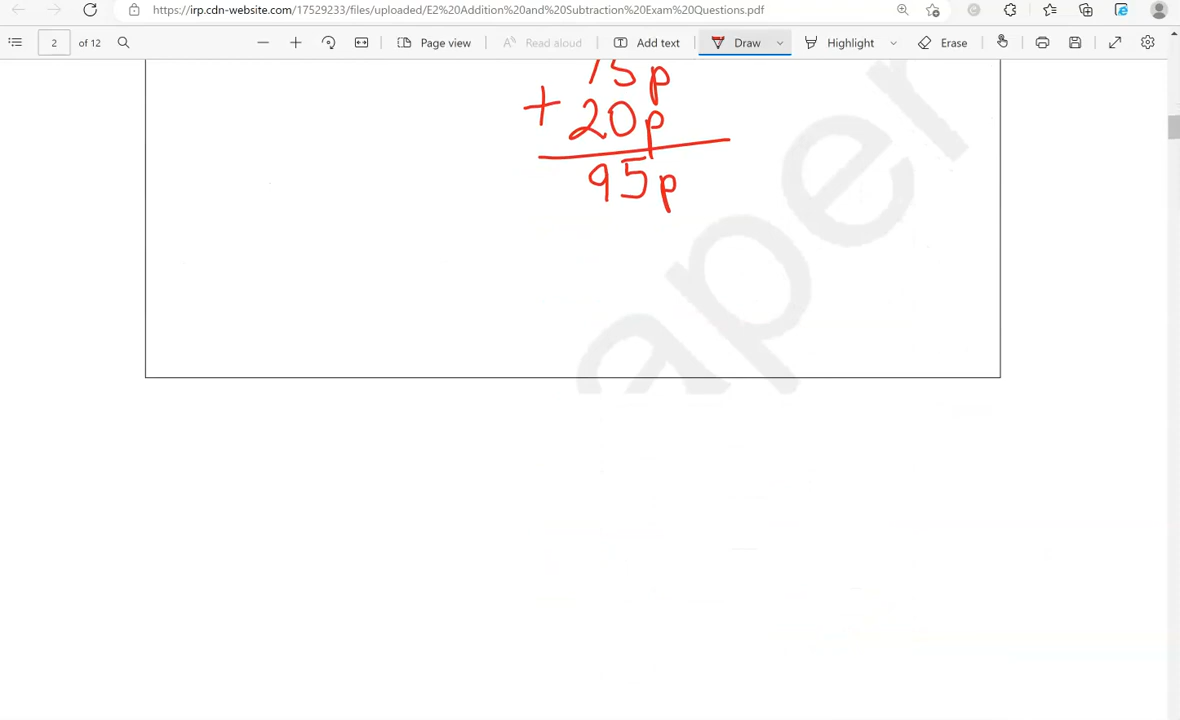 https://irp.cdn-website.com/17529233/files/uploaded/E2%20Addition%20and%20Subtraction%20Exam%20Questions.pdf
2 of 12 Page view Read aloud Add text Draw Highlight Erase
+ 20p
95p
aper